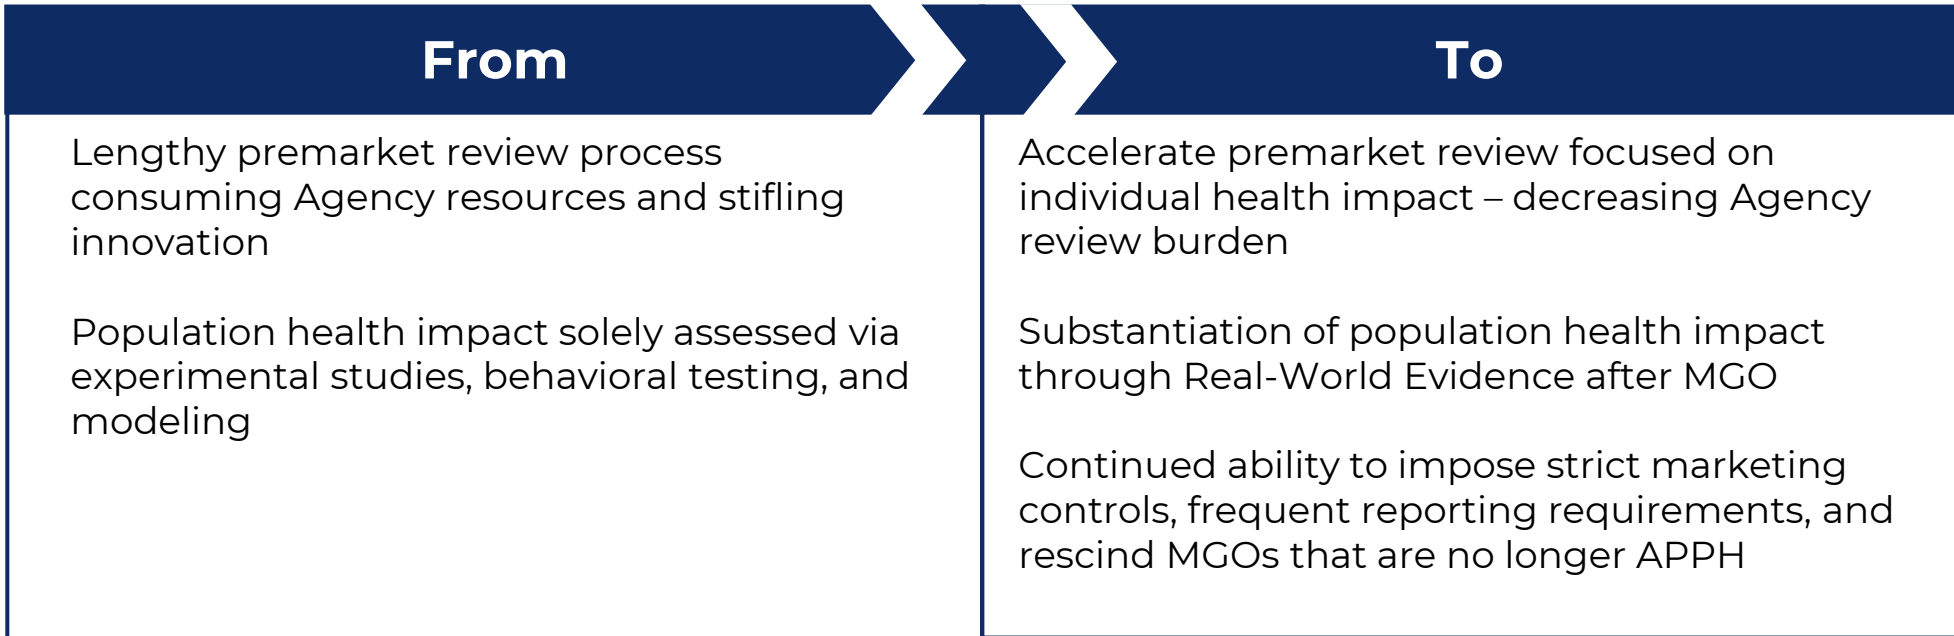 From
Lengthy premarket review process
consuming Agency resources and stifling
innovation
Population health impact solely assessed via
experimental studies, behavioral testing, and
modeling
To
Accelerate premarket review focused on
individual health impact – decreasing Agency
review burden
Substantiation of population health impact
through Real-World Evidence after MGO
Continued ability to impose strict marketing
controls, frequent reporting requirements, and
rescind MGOs that are no longer APPH